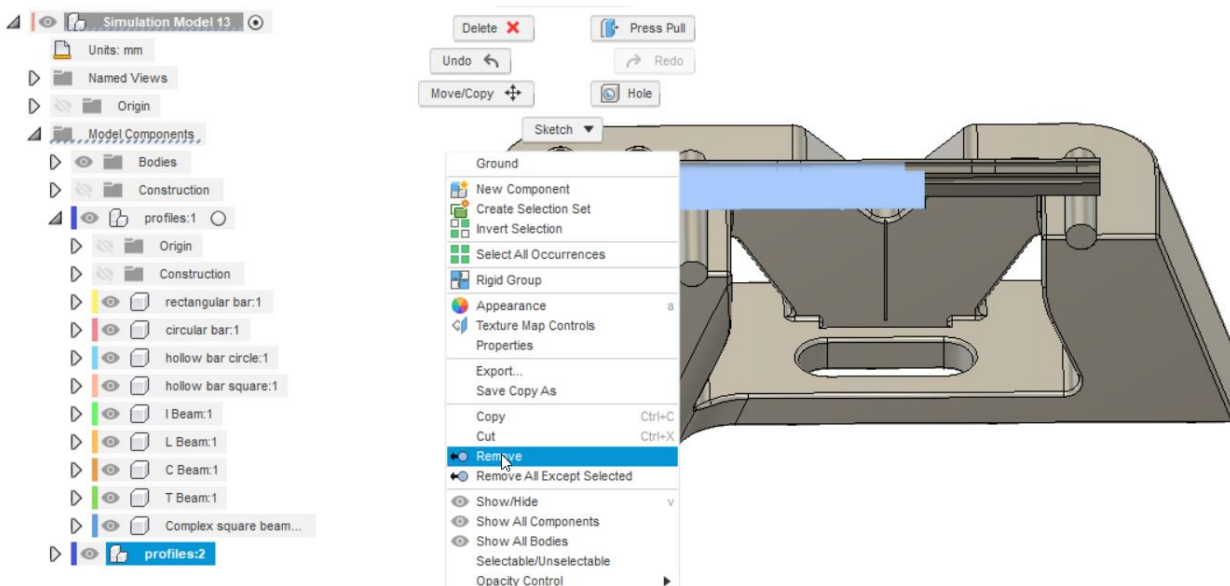 Simulation Model 13
Units: mm
Named Views
Origin
Model Components
Bodies
Construction
profiles:1
Origin
Construction
rectangular bar:1
circular bar:1
hollow bar circle:1
hollow bar square:1
I Beam:1
L Beam:1
C Beam:1
T Beam:1
Complex square beam...
profiles:2
Delete
Press Pull
Undo
Redo
Move/Copy
Hole
Sketch
Ground
New Component
Create Selection Set
Invert Selection
Select All Occurrences
Rigid Group
Appearance a
Texture Map Controls
Properties
Export...
Save Copy As
Copy Ctrl+C
Cut Ctrl+X
Remove
Remove All Except Selected
Show/Hide v
Show All Components
Show All Bodies
Selectable/Unselectable
Opacity Control